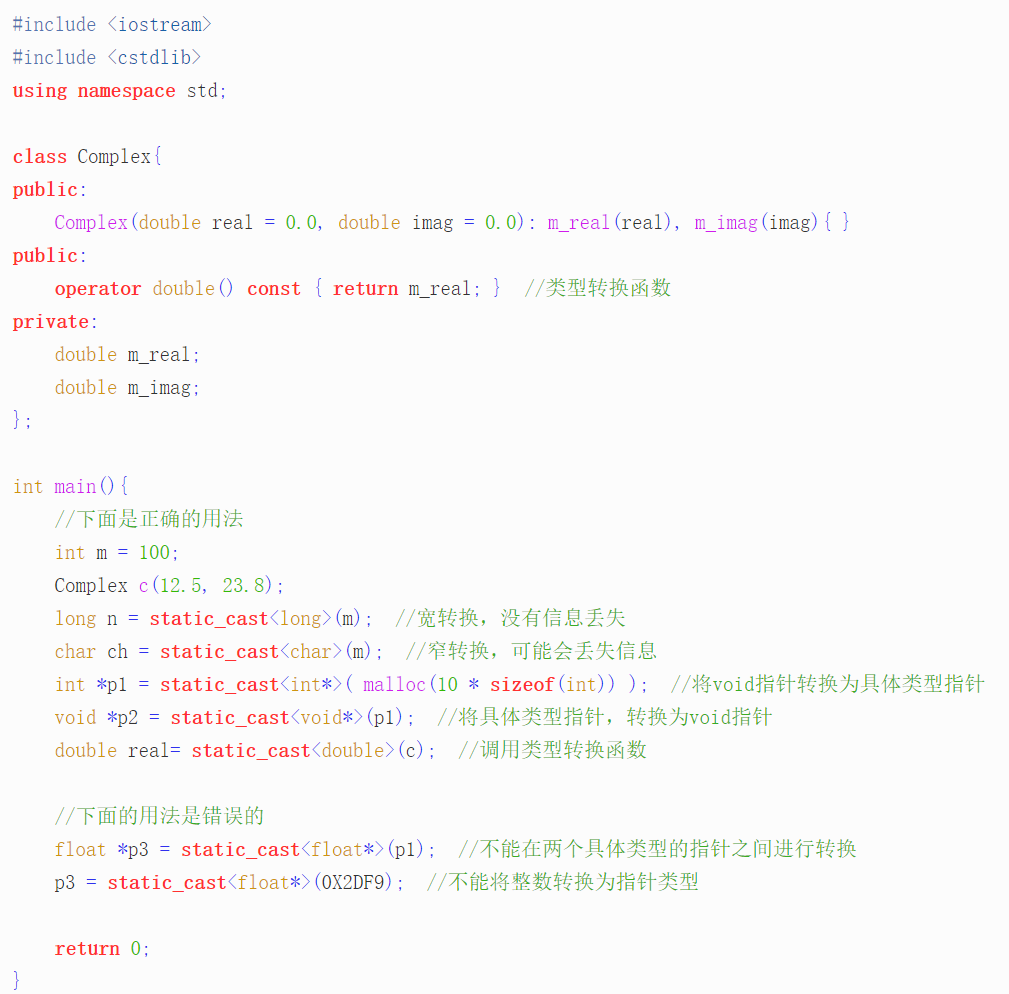 #include <iostream>
#include <cstdlib>
using namespace std;
class Complex{
public:
Complex(double real = 0.0, double imag = 0.0): m_real(real), m_imag(imag){ }
public:
operator double() const { return m_real; }  //类型转换函数
private:
double m_real;
double m_imag;
};
int main(){
//下面是正确的用法
int m = 100;
Complex c(12.5, 23.8);
long n = static_cast<long>(m);  //宽转换，没有信息丢失
char ch = static_cast<char>(m);  //窄转换，可能会丢失信息
int *p1 = static_cast<int*>( malloc(10 * sizeof(int)) );  //将void指针转换为具体类型指针
void *p2 = static_cast<void*>(p1);  //将具体类型指针，转换为void指针
double real= static_cast<double>(c);  //调用类型转换函数
//下面的用法是错误的
float *p3 = static_cast<float*>(p1);  //不能在两个具体类型的指针之间进行转换
p3 = static_cast<float*>(0X2DF9);  //不能将整数转换为指针类型
return 0;
}